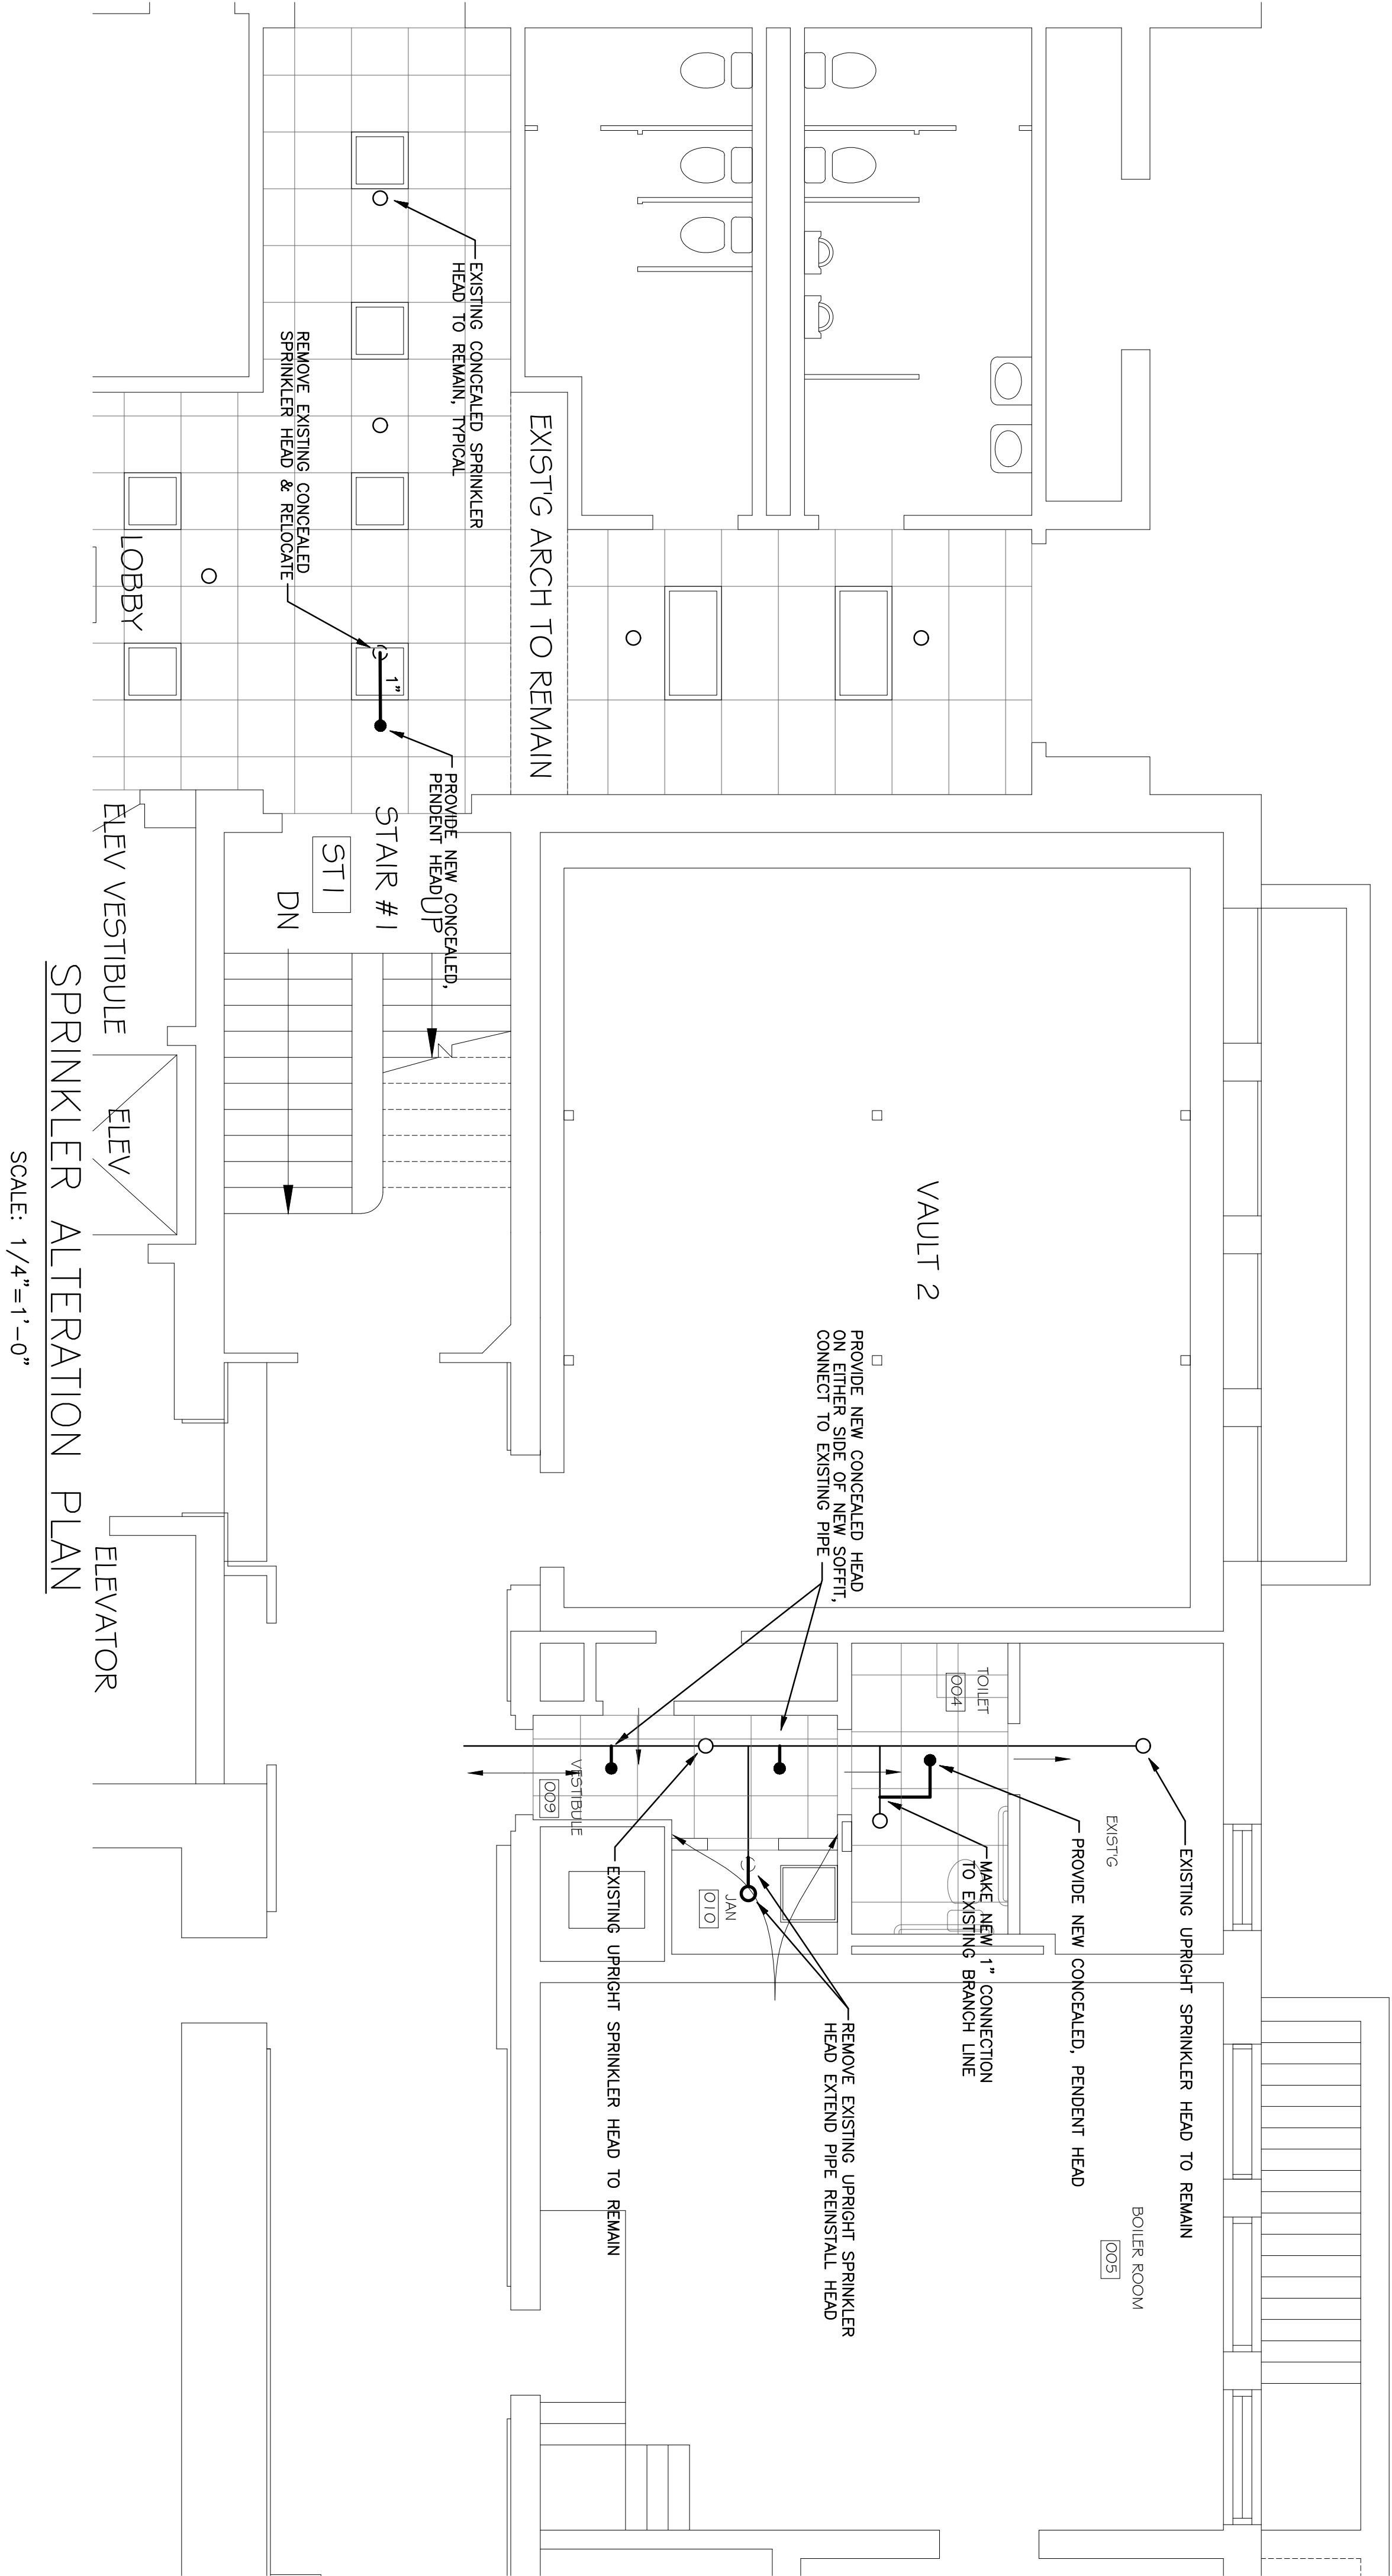 EXISTING CONCEALED SPRINKLER
HEAD TO REMAIN, TYPICAL
REMOVE EXISTING CONCEALED
SPRINKLER HEAD & RELOCATE
EXIST'G ARCH TO REMAIN
LOBBY
1"
PROVIDE NEW CONCEALED,
PENDENT HEAD
UP
STAIR #1
ST1
DN
ELEV VESTIBULE
ELEV
ELEVATOR
VAULT 2
PROVIDE NEW CONCEALED HEAD
ON EITHER SIDE OF NEW SOFFIT,
CONNECT TO EXISTING PIPE
TOILET
004
VESTIBULE
009
JAN
010
EXIST'G
EXISTING UPRIGHT SPRINKLER HEAD TO REMAIN
PROVIDE NEW CONCEALED, PENDENT HEAD
MAKE NEW 1" CONNECTION
TO EXISTING BRANCH LINE
REMOVE EXISTING UPRIGHT SPRINKLER
HEAD EXTEND PIPE REINSTALL HEAD
EXISTING UPRIGHT SPRINKLER HEAD TO REMAIN
BOILER ROOM
005
SPRINKLER ALTERATION PLAN
SCALE: 1/4"=1'-0"